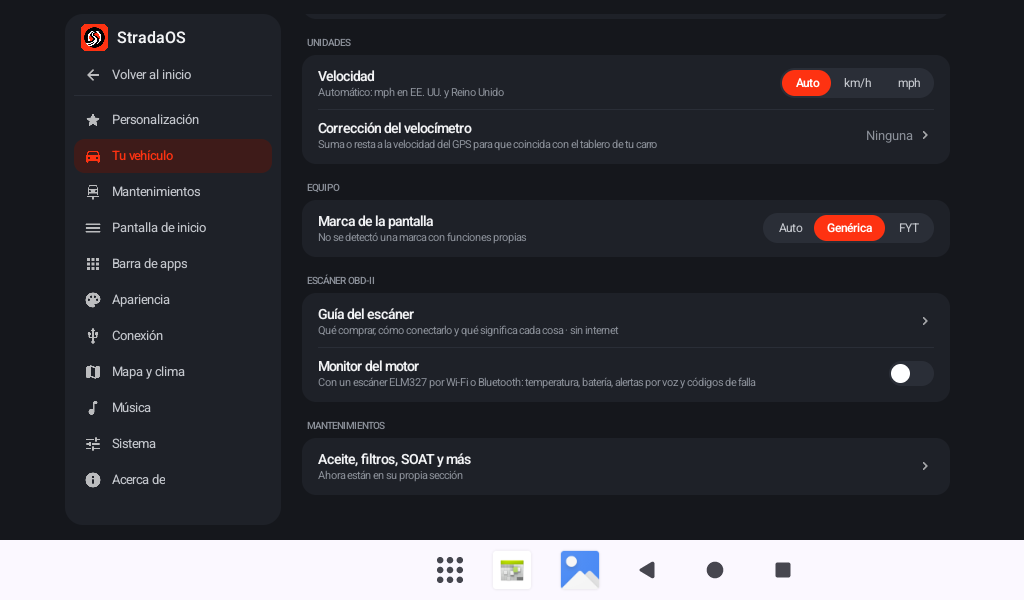 StradaOS
Volver al inicio
Personalización
Tu vehículo
Mantenimientos
Pantalla de inicio
Barra de apps
Apariencia
Conexión
Mapa y clima
Música
Sistema
Acerca de
UNIDADES
Velocidad
Automático: mph en EE. UU. y Reino Unido
Auto km/h mph
Corrección del velocímetro
Suma o resta a la velocidad del GPS para que coincida con el tablero de tu carro
Ninguna
EQUIPO
Marca de la pantalla
No se detectó una marca con funciones propias
Auto Genérica FYT
ESCÁNER OBD-II
Guía del escáner
Qué comprar, cómo conectarlo y qué significa cada cosa · sin internet
Monitor del motor
Con un escáner ELM327 por Wi-Fi o Bluetooth: temperatura, batería, alertas por voz y códigos de falla
MANTENIMIENTOS
Aceite, filtros, SOAT y más
Ahora están en su propia sección